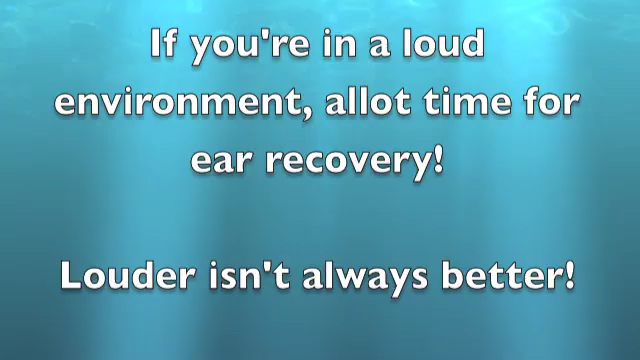 If you're in a loud
environment, allot time for
ear recovery!
Louder isn't always better!